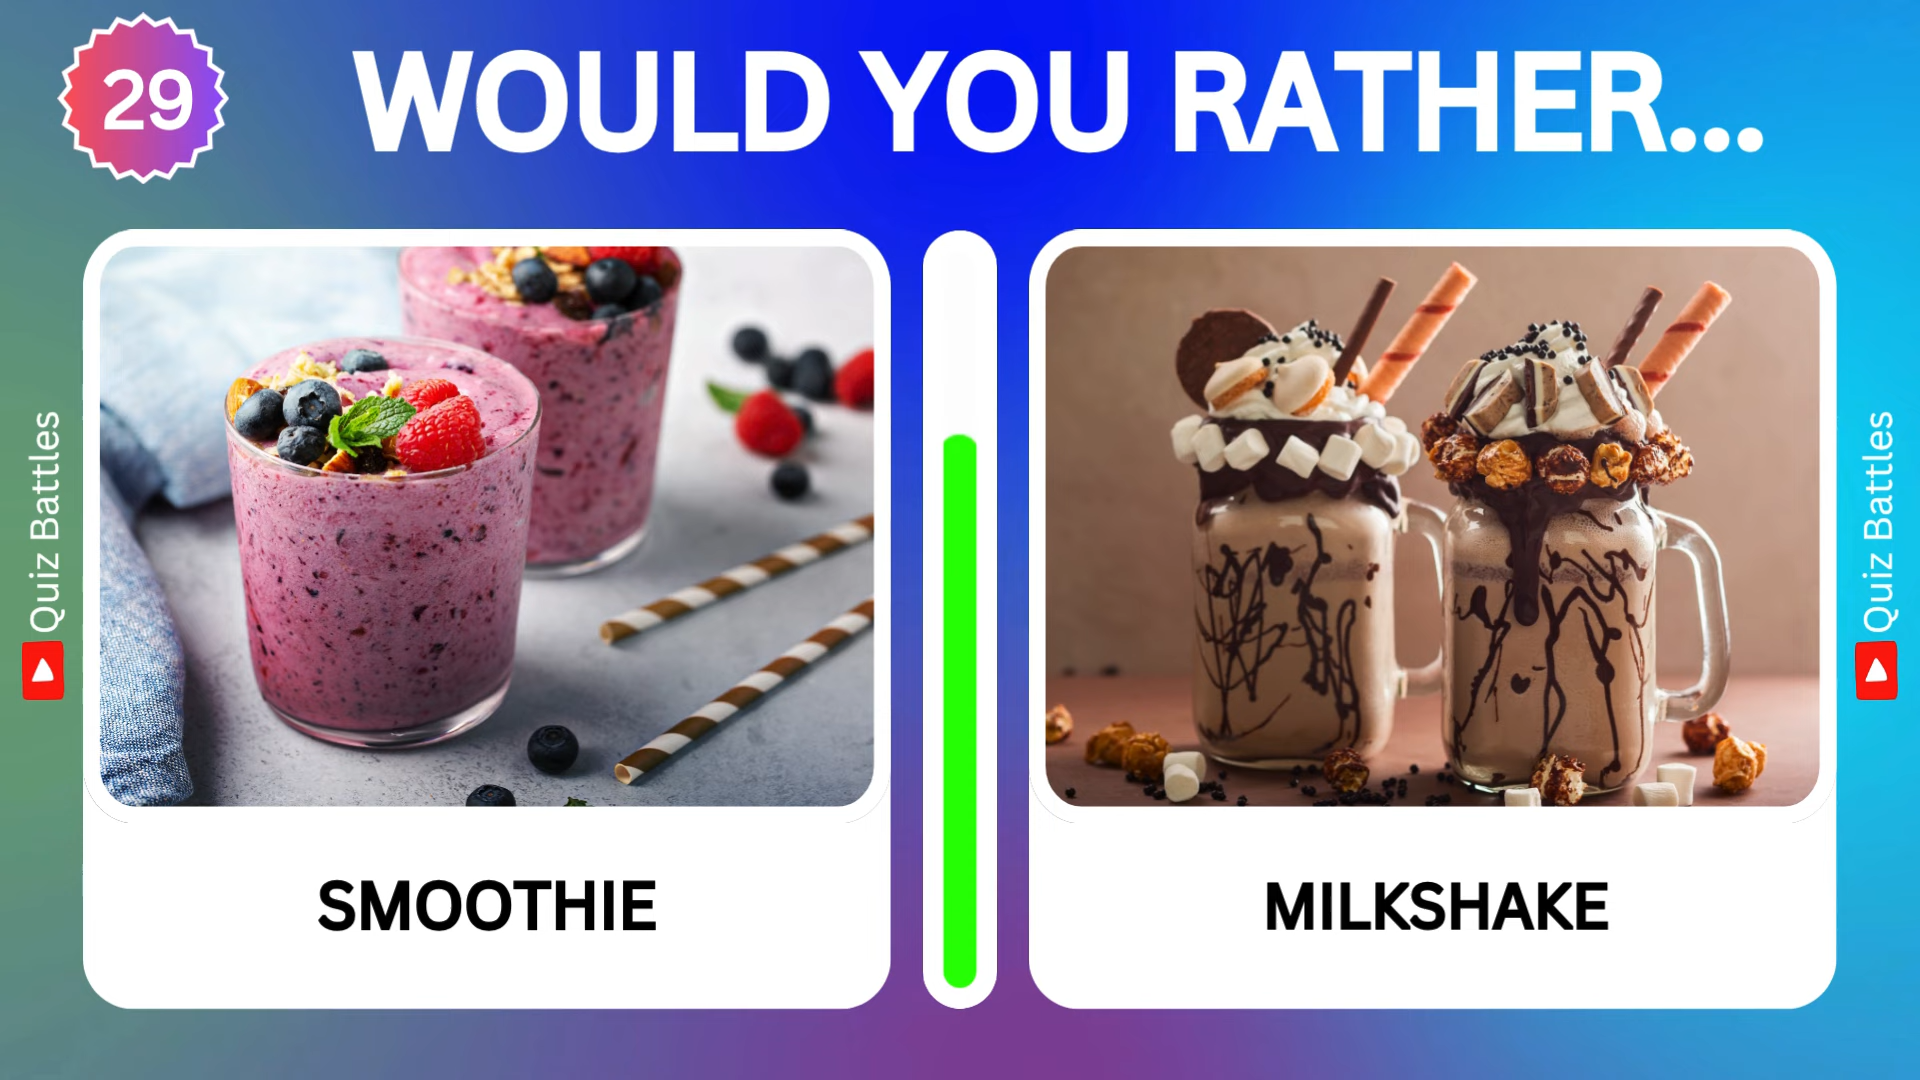 29
WOULD YOU RATHER...
Quiz Battles
SMOOTHIE
MILKSHAKE
Quiz Battles